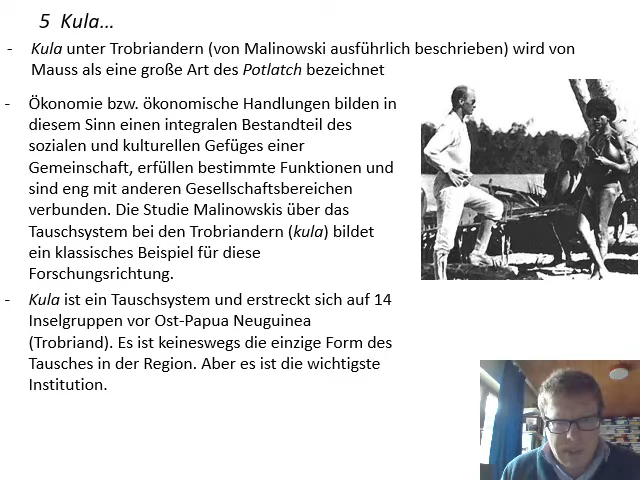 5 Kula...
- Kula unter Trobriandern (von Malinowski ausführlich beschrieben) wird von
Mauss als eine große Art des Potlatch bezeichnet
- Ökonomie bzw. ökonomische Handlungen bilden in
diesem Sinn einen integralen Bestandteil des
sozialen und kulturellen Gefüges einer
Gemeinschaft, erfüllen bestimmte Funktionen und
sind eng mit anderen Gesellschaftsbereichen
verbunden. Die Studie Malinowskis über das
Tauschsystem bei den Trobriandern (kula) bildet
ein klassisches Beispiel für diese
Forschungsrichtung.
- Kula ist ein Tauschsystem und erstreckt sich auf 14
Inselgruppen vor Ost-Papua Neuguinea
(Trobriand). Es ist keineswegs die einzige Form des
Tausches in der Region. Aber es ist die wichtigste
Institution.